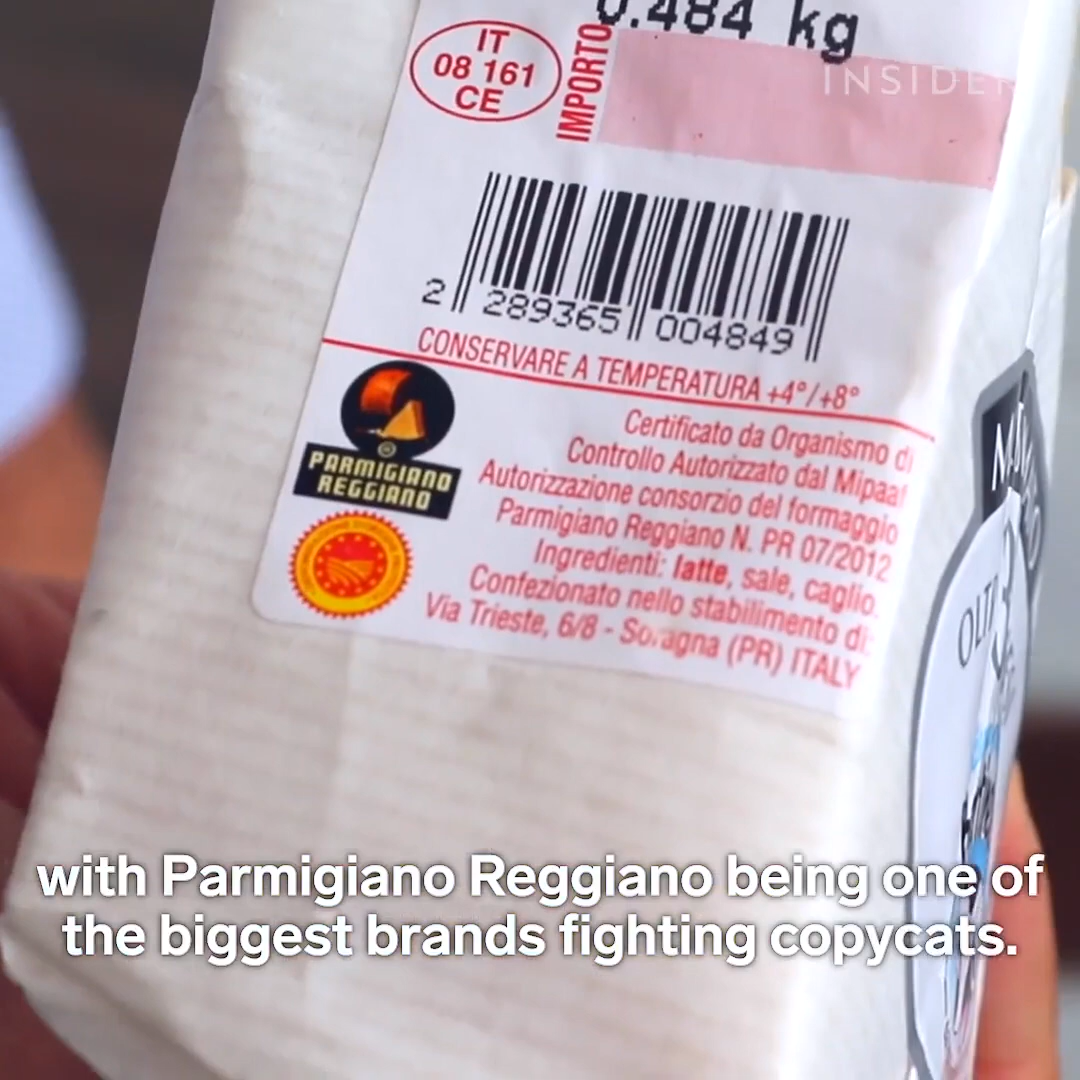 0.484 kg
INSIDER
IT
08 161
CE
IMPORTO
2 289365 004849
CONSERVARE A TEMPERATURA +4°/+8°
PARMIGIANO
REGGIANO
Certificato da Organismo di
Controllo Autorizzato dal Mipaaf
Autorizzazione consorzio del formaggio
Parmigiano Reggiano N. PR 07/2012
Ingredienti: latte, sale, caglio.
Confezionato nello stabilimento di:
Via Trieste, 6/8 - Soragna (PR) ITALY
with Parmigiano Reggiano being one of
the biggest brands fighting copycats.